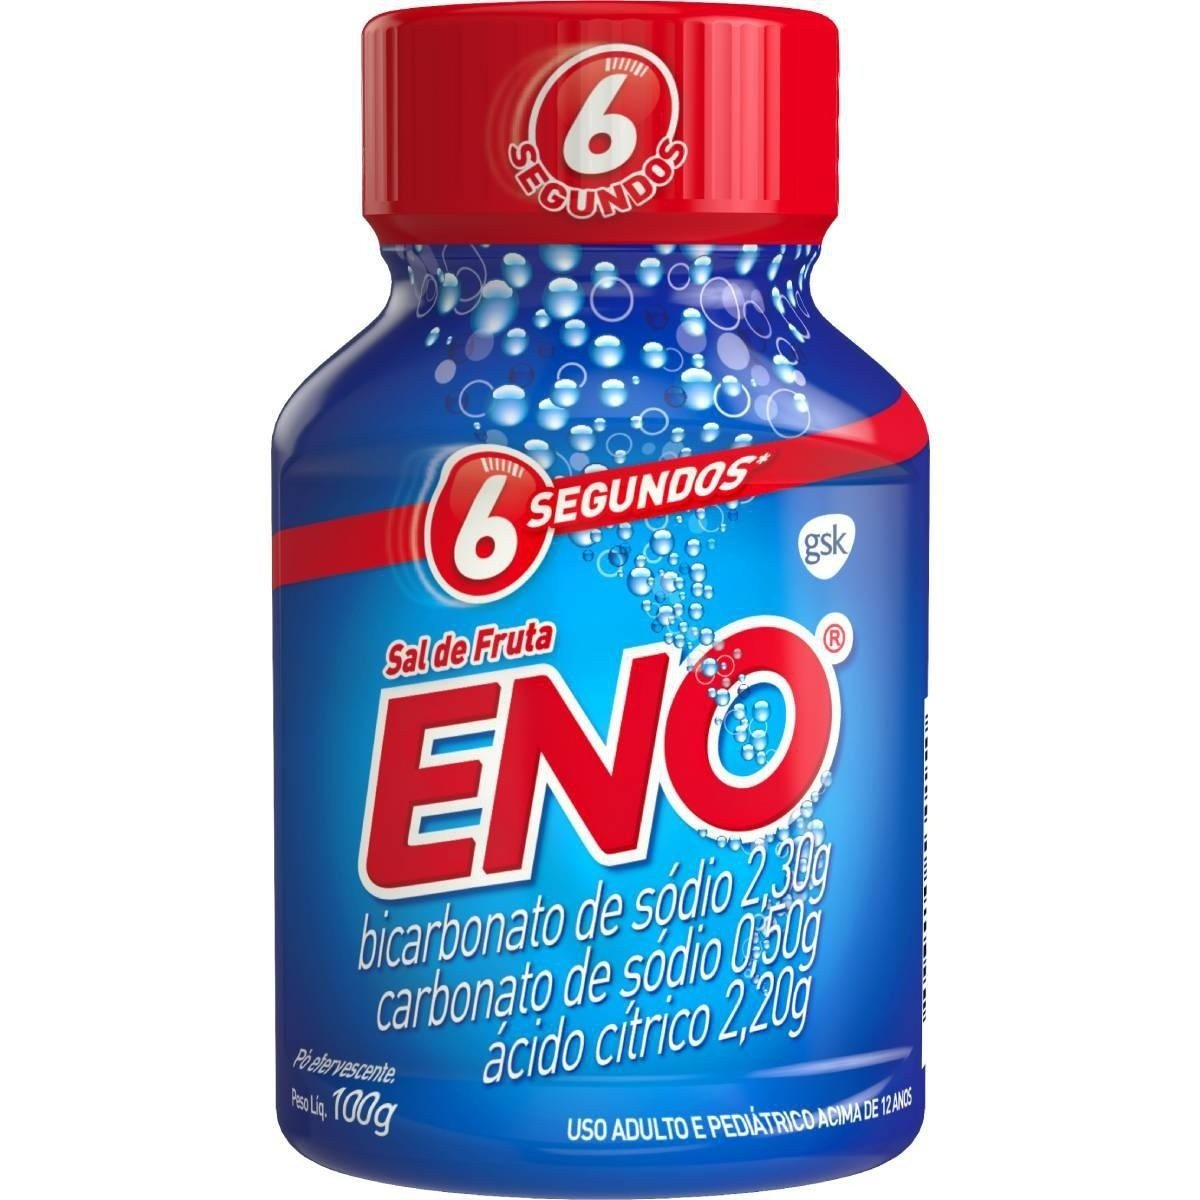 6
SEGUNDOS
6 SEGUNDOS*
gsk
Sal de Fruta
ENO®
bicarbonato de sódio 2,30g
carbonato de sódio 0,50g
ácido cítrico 2,20g
Pó efervescente.
Peso Líq. 100g
USO ADULTO E PEDIÁTRICO ACIMA DE 12 ANOS